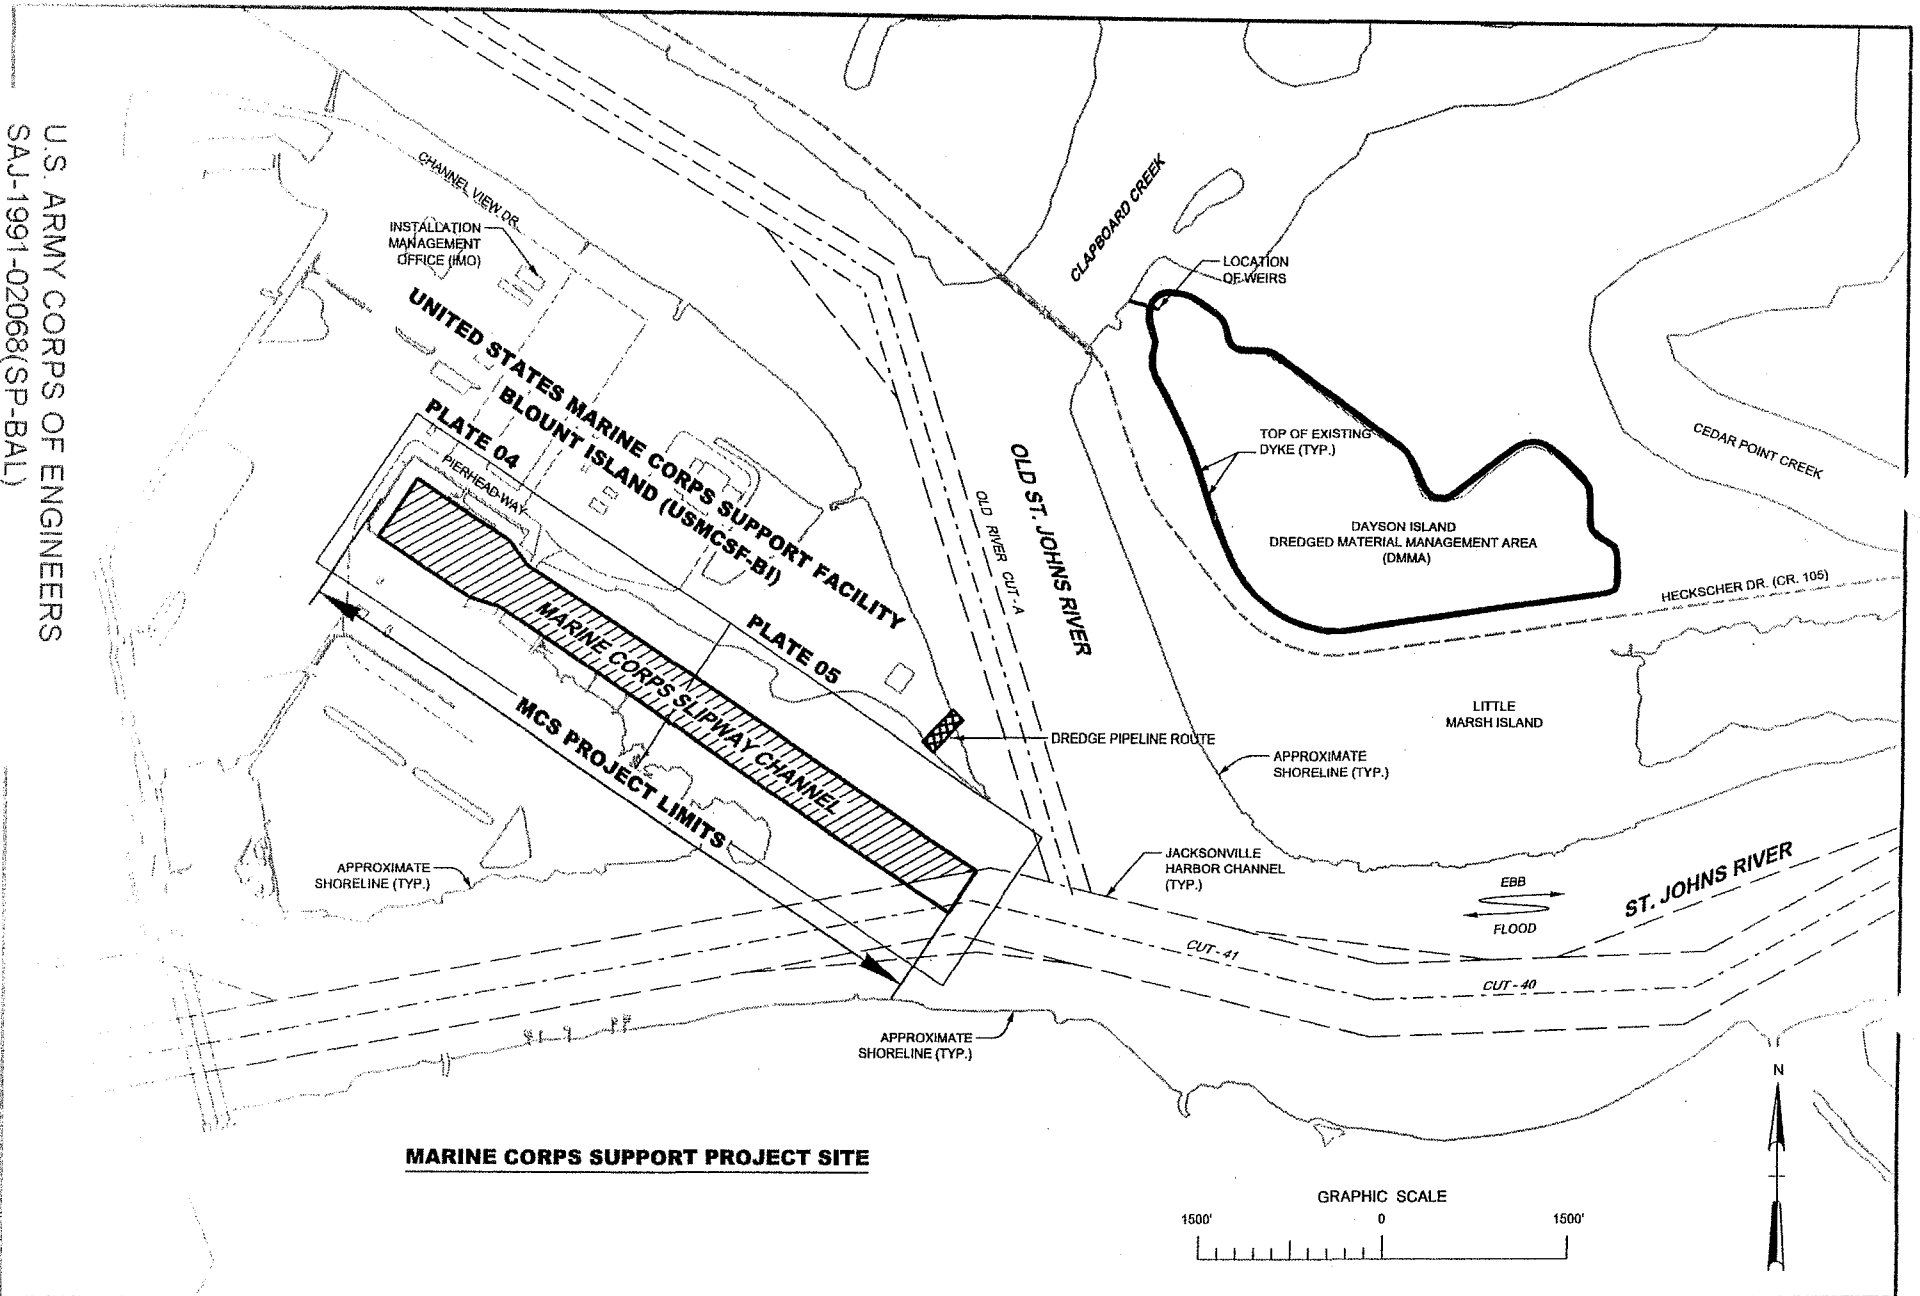 U.S. ARMY CORPS OF ENGINEERS
SAJ-1991-02068(SP-BAL)
CHANNEL VIEW DR.
INSTALLATION
MANAGEMENT
OFFICE (IMO)
UNITED STATES MARINE CORPS SUPPORT FACILITY
BLOUNT ISLAND (USMCSF-BI)
PLATE 04
PIERHEAD WAY
MARINE CORPS SLIPWAY CHANNEL
MCS PROJECT LIMITS
PLATE 05
CLAPBOARD CREEK
LOCATION
OF WEIRS
OLD ST. JOHNS RIVER
OLD RIVER CUT-A
TOP OF EXISTING
DYKE (TYP.)
DAYSON ISLAND
DREDGED MATERIAL MANAGEMENT AREA
(DMMA)
CEDAR POINT CREEK
HECKSCHER DR. (CR. 105)
LITTLE
MARSH ISLAND
DREDGE PIPELINE ROUTE
APPROXIMATE
SHORELINE (TYP.)
APPROXIMATE
SHORELINE (TYP.)
JACKSONVILLE
HARBOR CHANNEL
(TYP.)
EBB
FLOOD
ST. JOHNS RIVER
CUT-41
CUT-40
APPROXIMATE
SHORELINE (TYP.)
N
MARINE CORPS SUPPORT PROJECT SITE
GRAPHIC SCALE
1500' 0 1500'